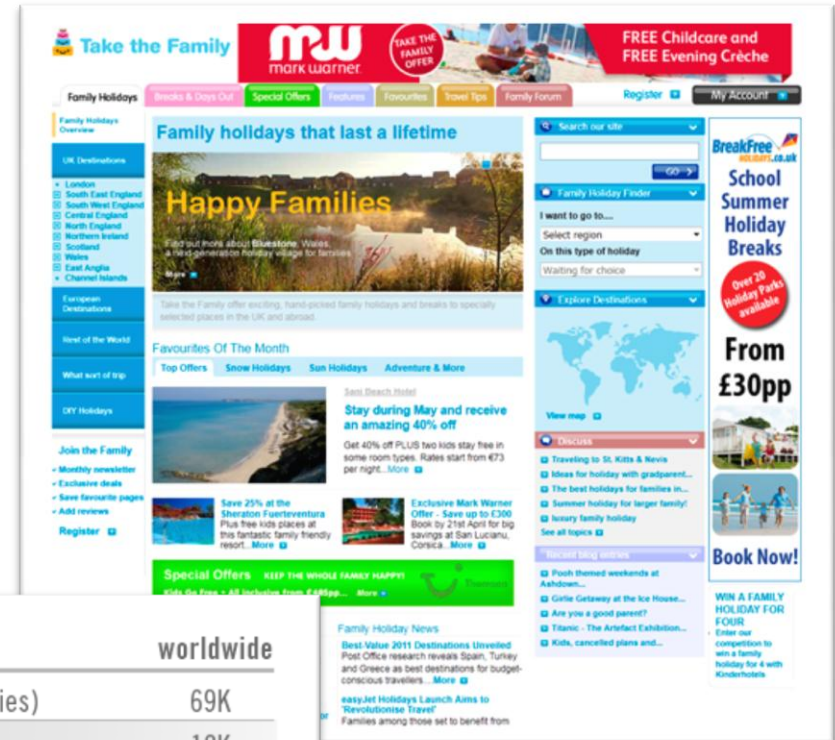 Take the Family
mw
mark warner
TAKE THE
FAMILY
OFFER
FREE Childcare and
FREE Evening Crèche
Family Holidays
Breaks & Days Out
Special Offers
Features
Favourites
Travel Tips
Family Forum
Register
My Account
Family Holidays
Overview
UK Destinations
London
South East England
South West England
Central England
North England
Northern Ireland
Scotland
Wales
East Anglia
Channel Islands
European
Destinations
Rest of the World
What sort of trip
DIY Holidays
Join the Family
Monthly newsletter
Exclusive deals
Save favourite pages
Add reviews
Register
Family holidays that last a lifetime
Happy Families
Find out more about Bluestone, Wales,
a next-generation holiday village for families
More
Take the Family offer exciting, hand-picked family holidays and breaks to specially
selected places in the UK and abroad.
Favourites Of The Month
Top Offers
Snow Holidays
Sun Holidays
Adventure & More
Sani Beach Hotel
Stay during May and receive
an amazing 40% off
Get 40% off PLUS two kids stay free in
some room types. Rates start from €73
per night...More
Save 25% at the
Sheraton Fuerteventura
Plus free kids places at
this fantastic family friendly
resort...More
Exclusive Mark Warner
Offer - Save up to £300
Book by 21st April for big
savings at San Lucianu,
Corsica...More
Special Offers KEEP THE WHOLE FAMILY HAPPY!
Kids Go Free - All Inclusive from £495pp... More
Thomson
Family Holiday News
Best-Value 2011 Destinations Unveiled
Post Office research reveals Spain, Turkey
and Greece as best destinations for budget-
conscious travellers...More
easyJet Holidays Launch Aims to
'Revolutionise Travel'
Families among those set to benefit from
Search our site
GO
Family Holiday Finder
I want to go to....
Select region
On this type of holiday
Waiting for choice
Explore Destinations
View map
Discuss
Traveling to St. Kitts & Nevis
Ideas for holiday with gradparent...
The best holidays for families in...
Summer holiday for larger family!
luxury family holiday
See all topics
Recent blog entries
Pooh themed weekends at
Ashdown...
Girlie Getaway at the Ice House...
Are you a good parent?
Titanic - The Artefact Exhibition...
Kids, cancelled plans and...
BreakFree
HOLIDAYS.co.uk
School
Summer
Holiday
Breaks
Over 20
Holiday Parks
available
From
£30pp
Book Now!
WIN A FAMILY
HOLIDAY FOR
FOUR
Enter our
competition to
win a family
holiday for 4 with
Kinderhotels
worldwide
69K